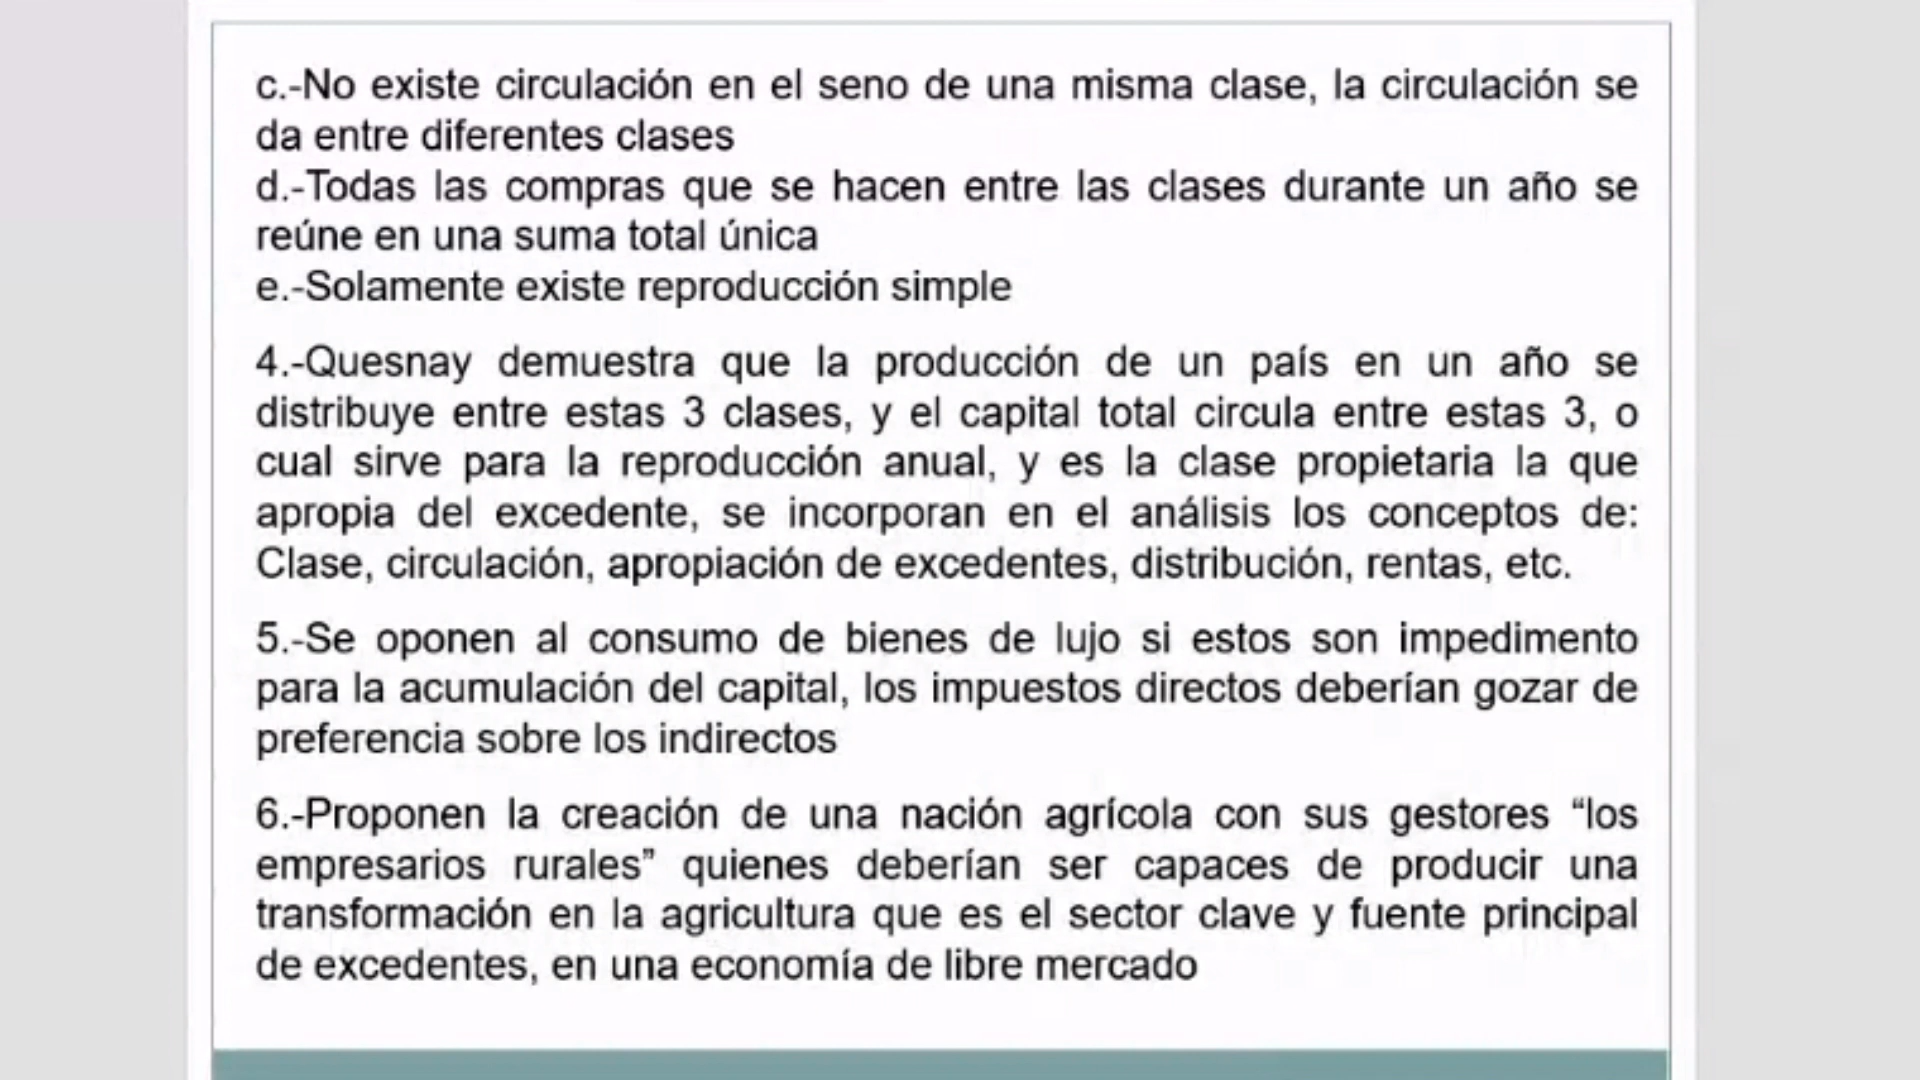 c.-No existe circulación en el seno de una misma clase, la circulación se
da entre diferentes clases
d.-Todas las compras que se hacen entre las clases durante un año se
reúne en una suma total única
e.-Solamente existe reproducción simple
4.-Quesnay demuestra que la producción de un país en un año se
distribuye entre estas 3 clases, y el capital total circula entre estas 3, o
cual sirve para la reproducción anual, y es la clase propietaria la que
apropia del excedente, se incorporan en el análisis los conceptos de:
Clase, circulación, apropiación de excedentes, distribución, rentas, etc.
5.-Se oponen al consumo de bienes de lujo si estos son impedimento
para la acumulación del capital, los impuestos directos deberían gozar de
preferencia sobre los indirectos
6.-Proponen la creación de una nación agrícola con sus gestores “los
empresarios rurales” quienes deberían ser capaces de producir una
transformación en la agricultura que es el sector clave y fuente principal
de excedentes, en una economía de libre mercado